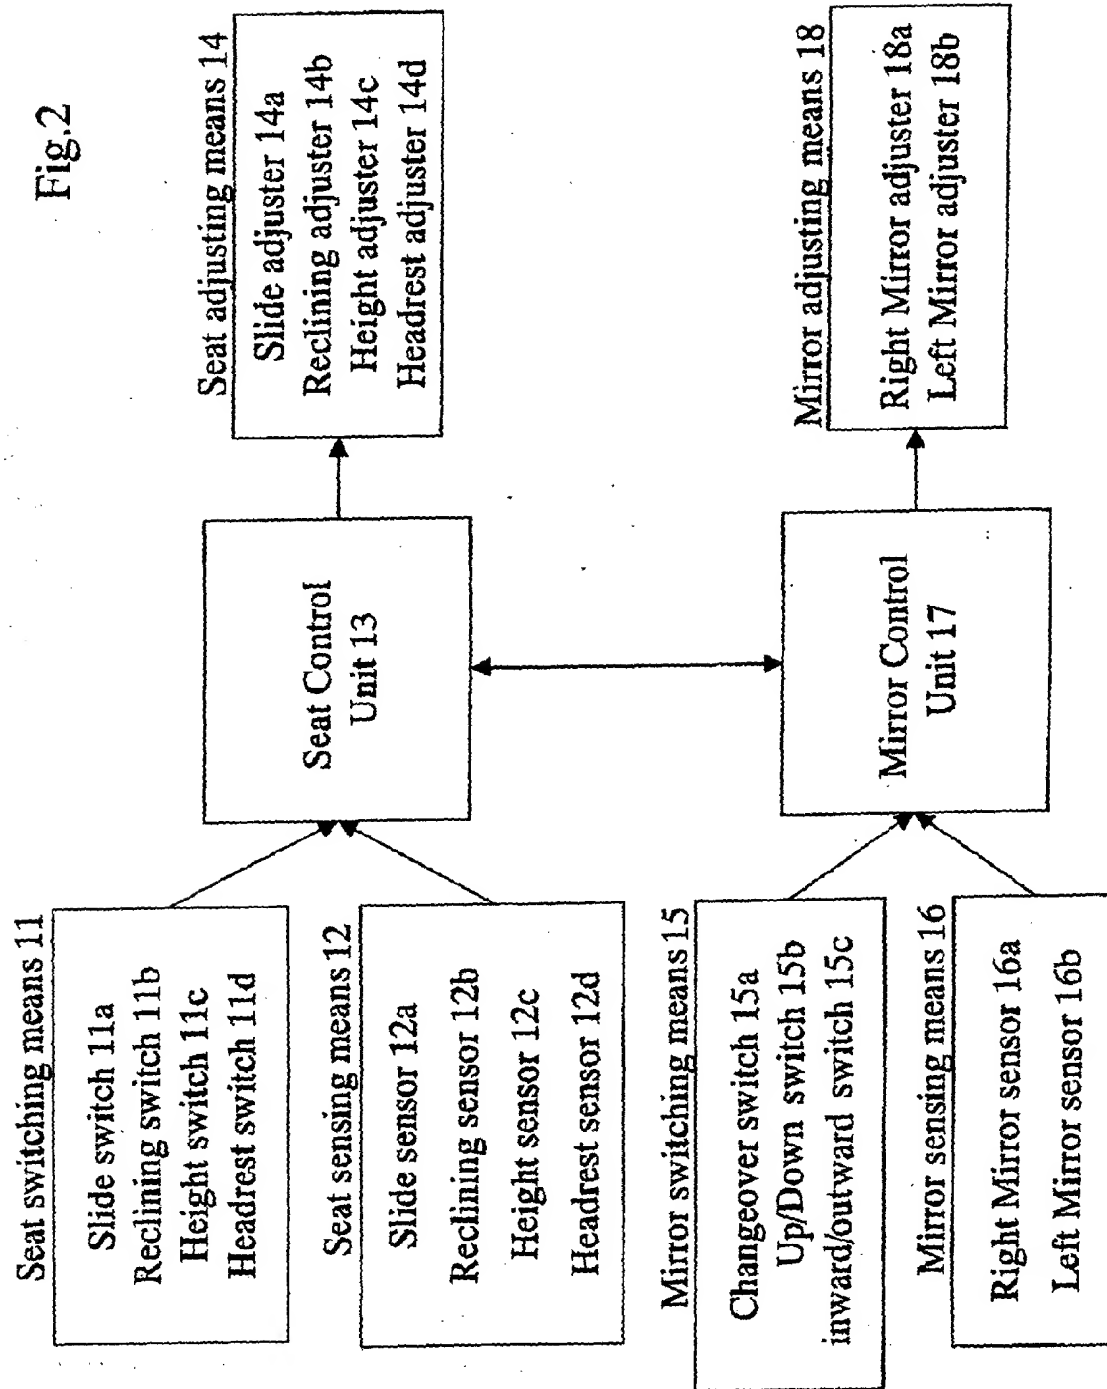 Fig.2
Seat switching means 11
Slide switch 11a
Reclining switch 11b
Height switch 11c
Headrest switch 11d
Seat sensing means 12
Slide sensor 12a
Reclining sensor 12b
Height sensor 12c
Headrest sensor 12d
Seat Control
Unit 13
Seat adjusting means 14
Slide adjuster 14a
Reclining adjuster 14b
Height adjuster 14c
Headrest adjuster 14d
Mirror switching means 15
Changeover switch 15a
Up/Down switch 15b
inward/outward switch 15c
Mirror sensing means 16
Right Mirror sensor 16a
Left Mirror sensor 16b
Mirror Control
Unit 17
Mirror adjusting means 18
Right Mirror adjuster 18a
Left Mirror adjuster 18b